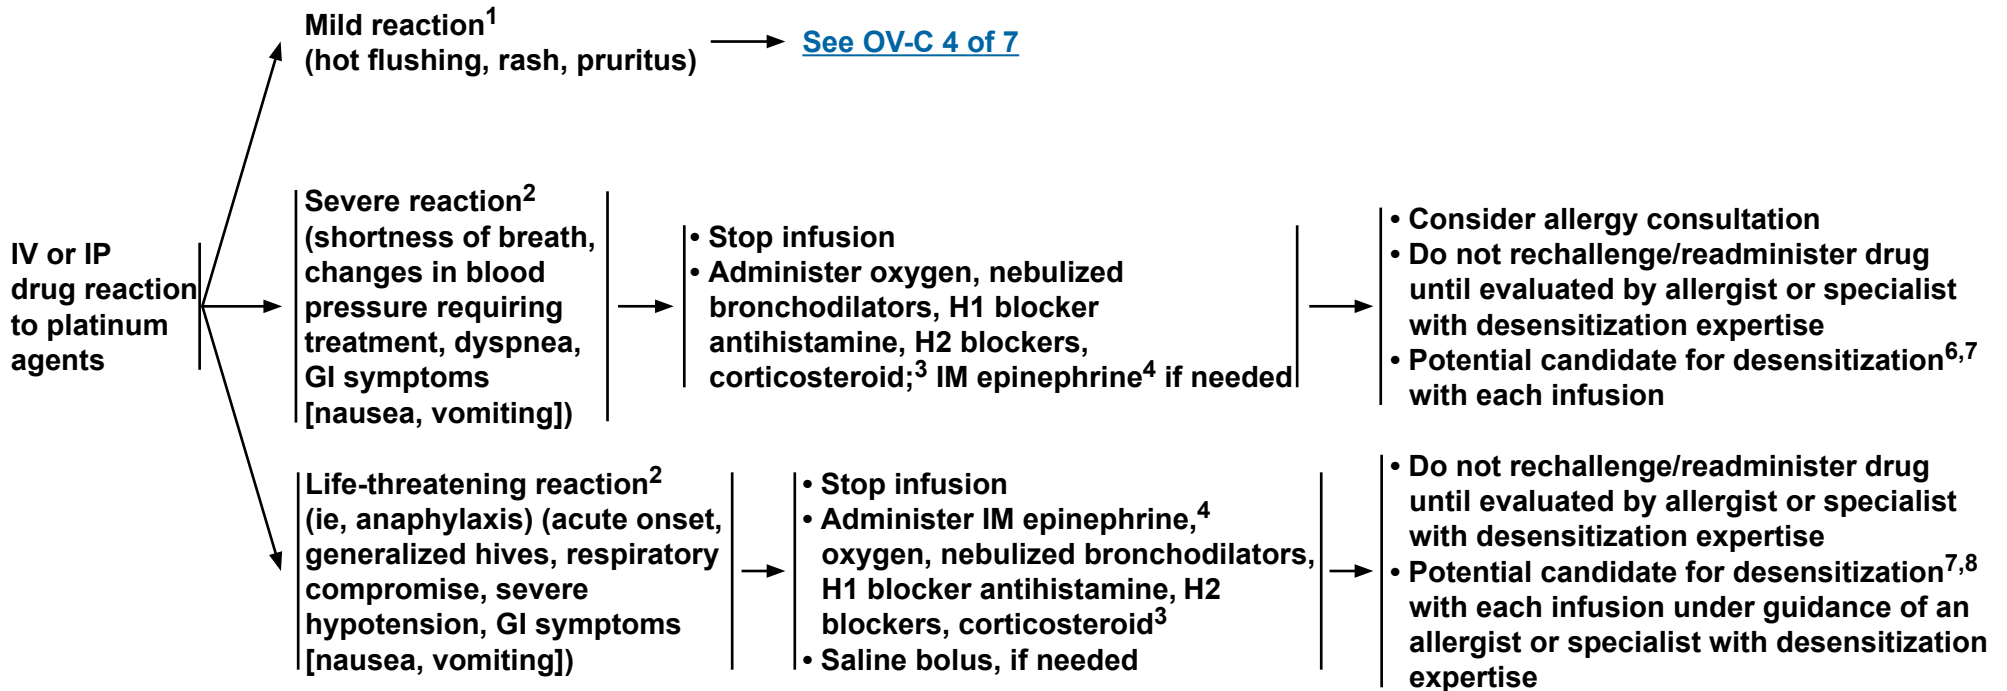 Mild reaction1
(hot flushing, rash, pruritus)
See OV-C 4 of 7
IV or IP
drug reaction
to platinum
agents
Severe reaction2
(shortness of breath,
changes in blood
pressure requiring
treatment, dyspnea,
GI symptoms
[nausea, vomiting])
• Stop infusion
• Administer oxygen, nebulized
bronchodilators, H1 blocker
antihistamine, H2 blockers,
corticosteroid;3 IM epinephrine4 if needed
• Consider allergy consultation
• Do not rechallenge/readminister drug
until evaluated by allergist or specialist
with desensitization expertise
• Potential candidate for desensitization6,7
with each infusion
Life-threatening reaction2
(ie, anaphylaxis) (acute onset,
generalized hives, respiratory
compromise, severe
hypotension, GI symptoms
[nausea, vomiting])
• Stop infusion
• Administer IM epinephrine,4
oxygen, nebulized bronchodilators,
H1 blocker antihistamine, H2
blockers, corticosteroid3
• Saline bolus, if needed
• Do not rechallenge/readminister drug
until evaluated by allergist or specialist
with desensitization expertise
• Potential candidate for desensitization7,8
with each infusion under guidance of an
allergist or specialist with desensitization
expertise